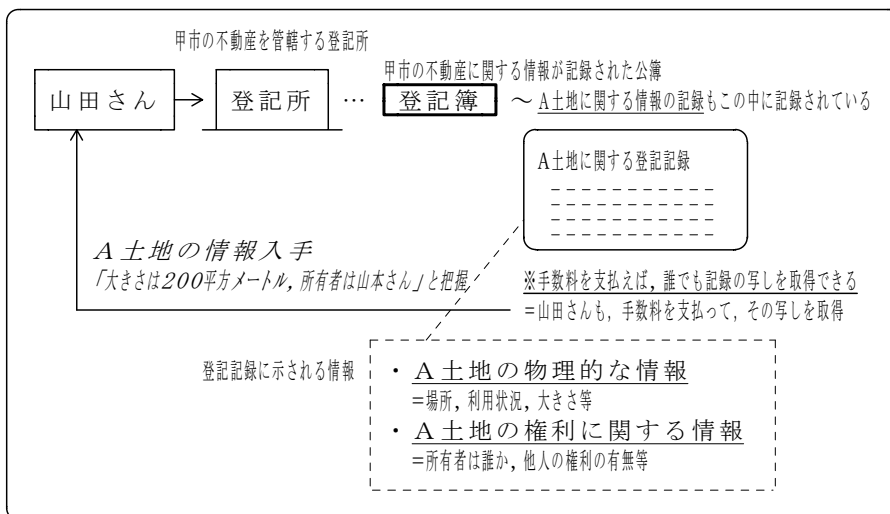 甲市の不動産を管轄する登記所
甲市の不動産に関する情報が記録された公簿
山田さん → 登記所 … 登記簿 ～ A土地に関する情報の記録もこの中に記録されている
A土地に関する登記記録
A土地の情報入手
「大きさは200平方メートル，所有者は山本さん」と把握
※手数料を支払えば，誰でも記録の写しを取得できる
＝山田さんも，手数料を支払って，その写しを取得
登記記録に示される情報
・A土地の物理的な情報
＝場所，利用状況，大きさ等
・A土地の権利に関する情報
＝所有者は誰か，他人の権利の有無等